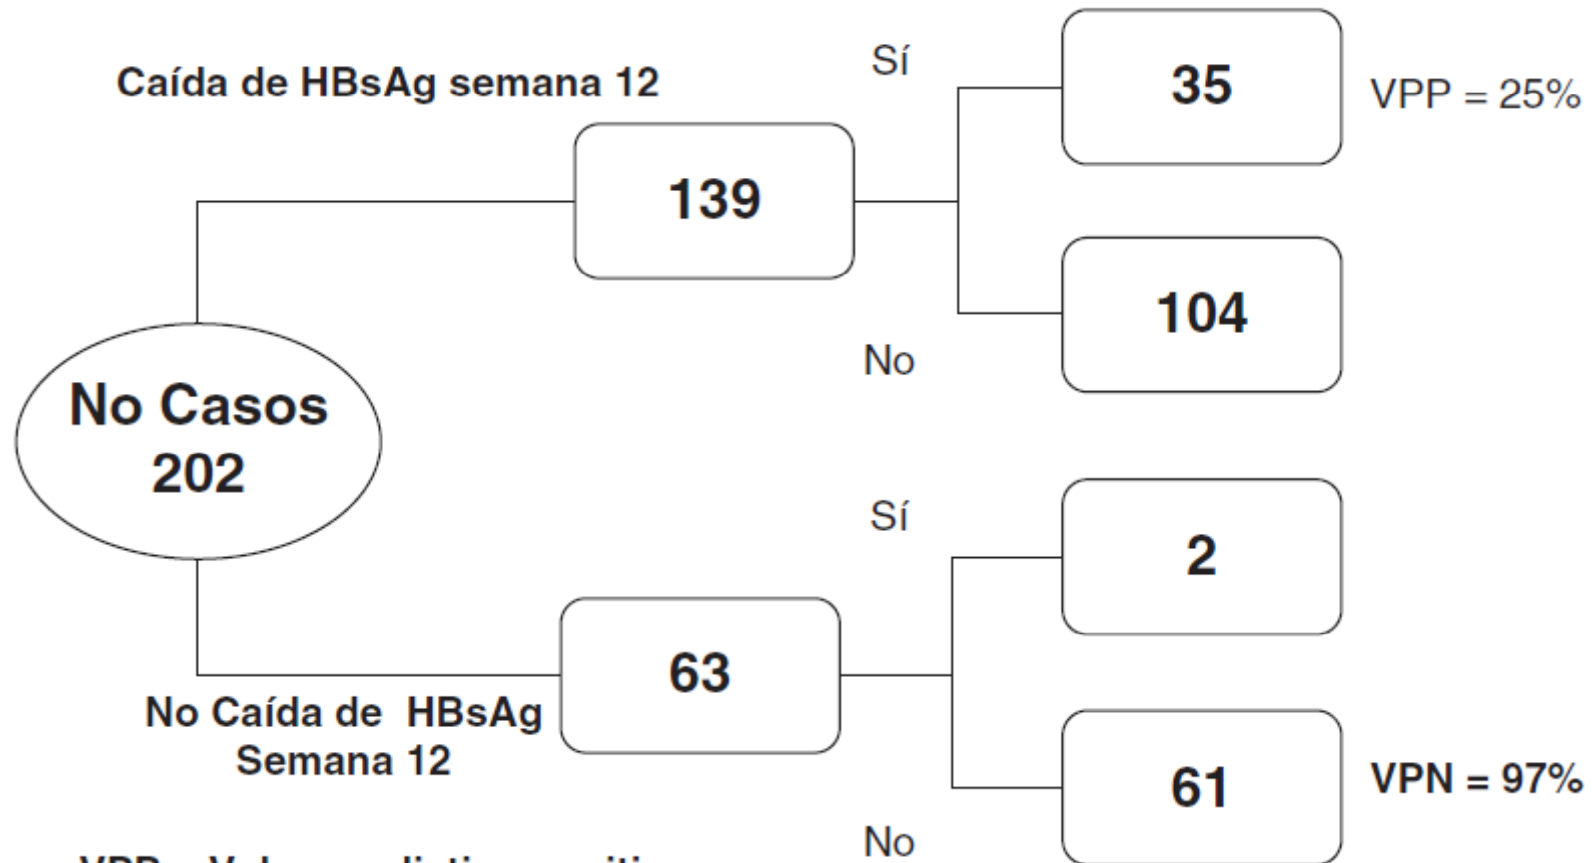 Caída de HBsAg semana 12
Sí
35
VPP = 25%
139
104
No
No Casos
202
Sí
2
63
No Caída de HBsAg
Semana 12
61
VPN = 97%
No